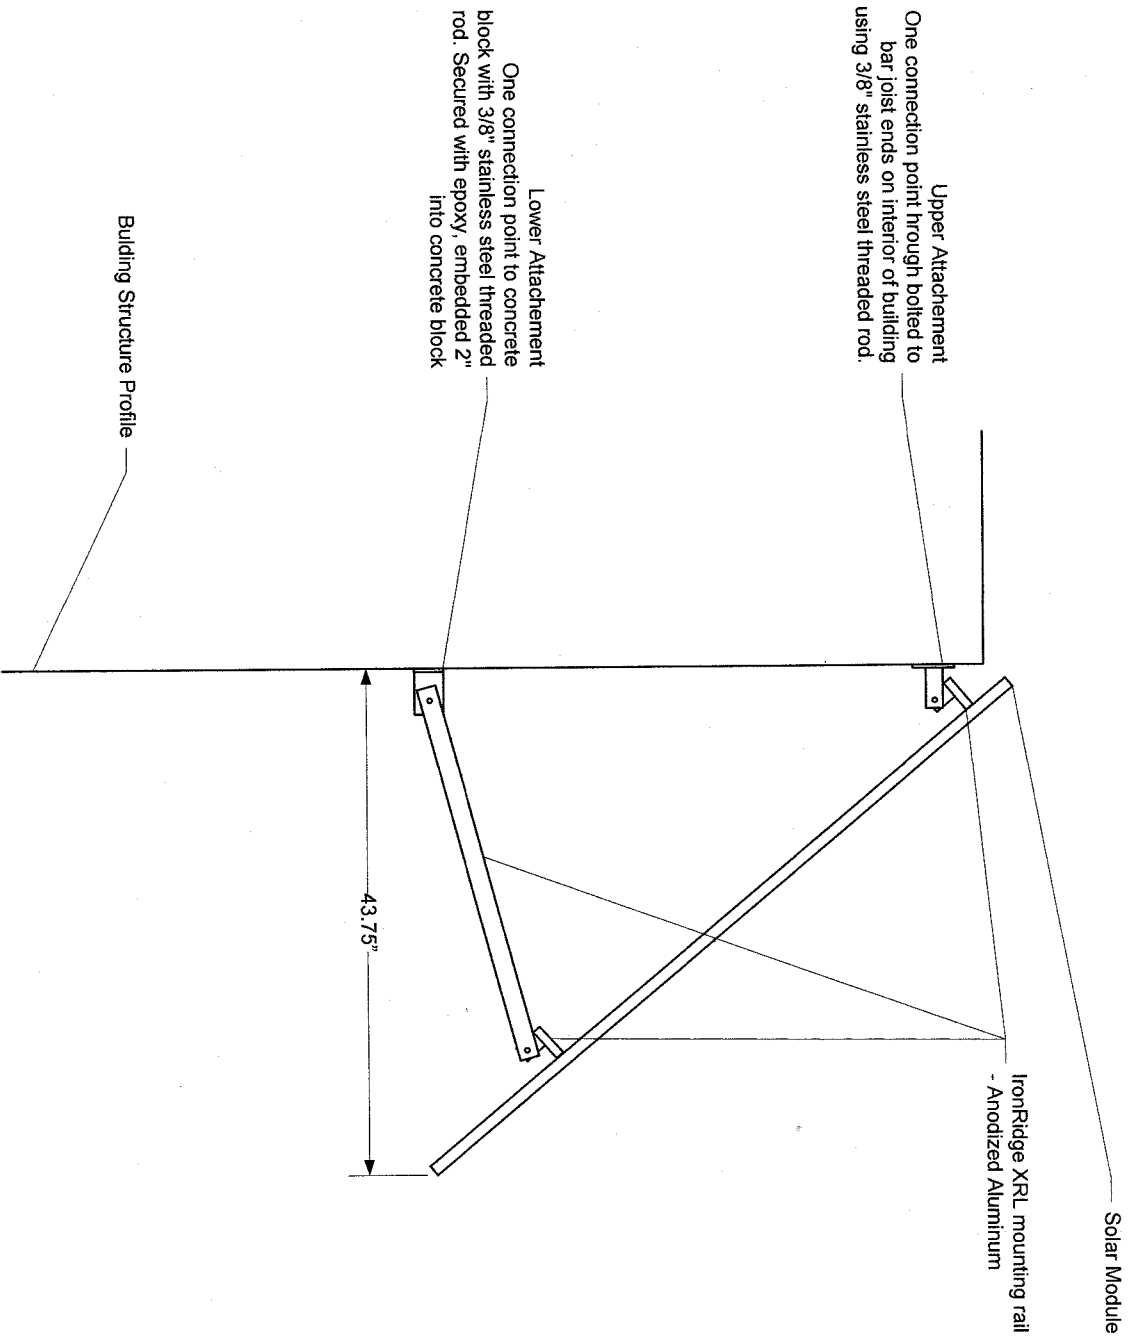 Solar Module
IronRidge XRL mounting rail
- Anodized Aluminum
Upper Attachement
One connection point hrough bolted to
bar joist ends on interior of building
using 3/8" stainless steel threaded rod.
Lower Attachement
One connection point to concrete
block with 3/8" stainless steel threaded
rod. Secured with epoxy, embedded 2"
into concrete block
43.75"
Bulding Structure Profile